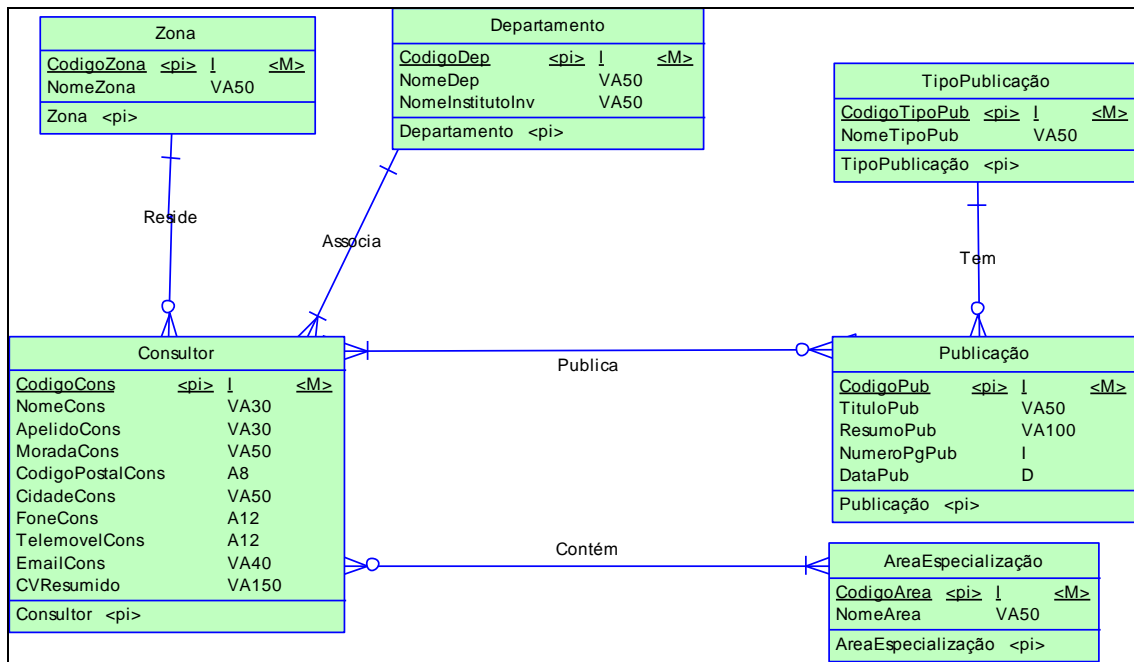 Zona
CodigoZona <pi> I <M>
NomeZona VA50
Zona <pi>
Departamento
CodigoDep <pi> I <M>
NomeDep VA50
NomeInstitutoInv VA50
Departamento <pi>
TipoPublicação
CodigoTipoPub <pi> I <M>
NomeTipoPub VA50
TipoPublicação <pi>
Reside
Associa
Tem
Consultor
CodigoCons <pi> I <M>
NomeCons VA30
ApelidoCons VA30
MoradaCons VA50
CodigoPostalCons A8
CidadeCons VA50
FoneCons A12
TelemovelCons A12
EmailCons VA40
CVResumido VA150
Consultor <pi>
Publica
Publicação
CodigoPub <pi> I <M>
TituloPub VA50
ResumoPub VA100
NumeroPgPub I
DataPub D
Publicação <pi>
Contém
AreaEspecialização
CodigoArea <pi> I <M>
NomeArea VA50
AreaEspecialização <pi>